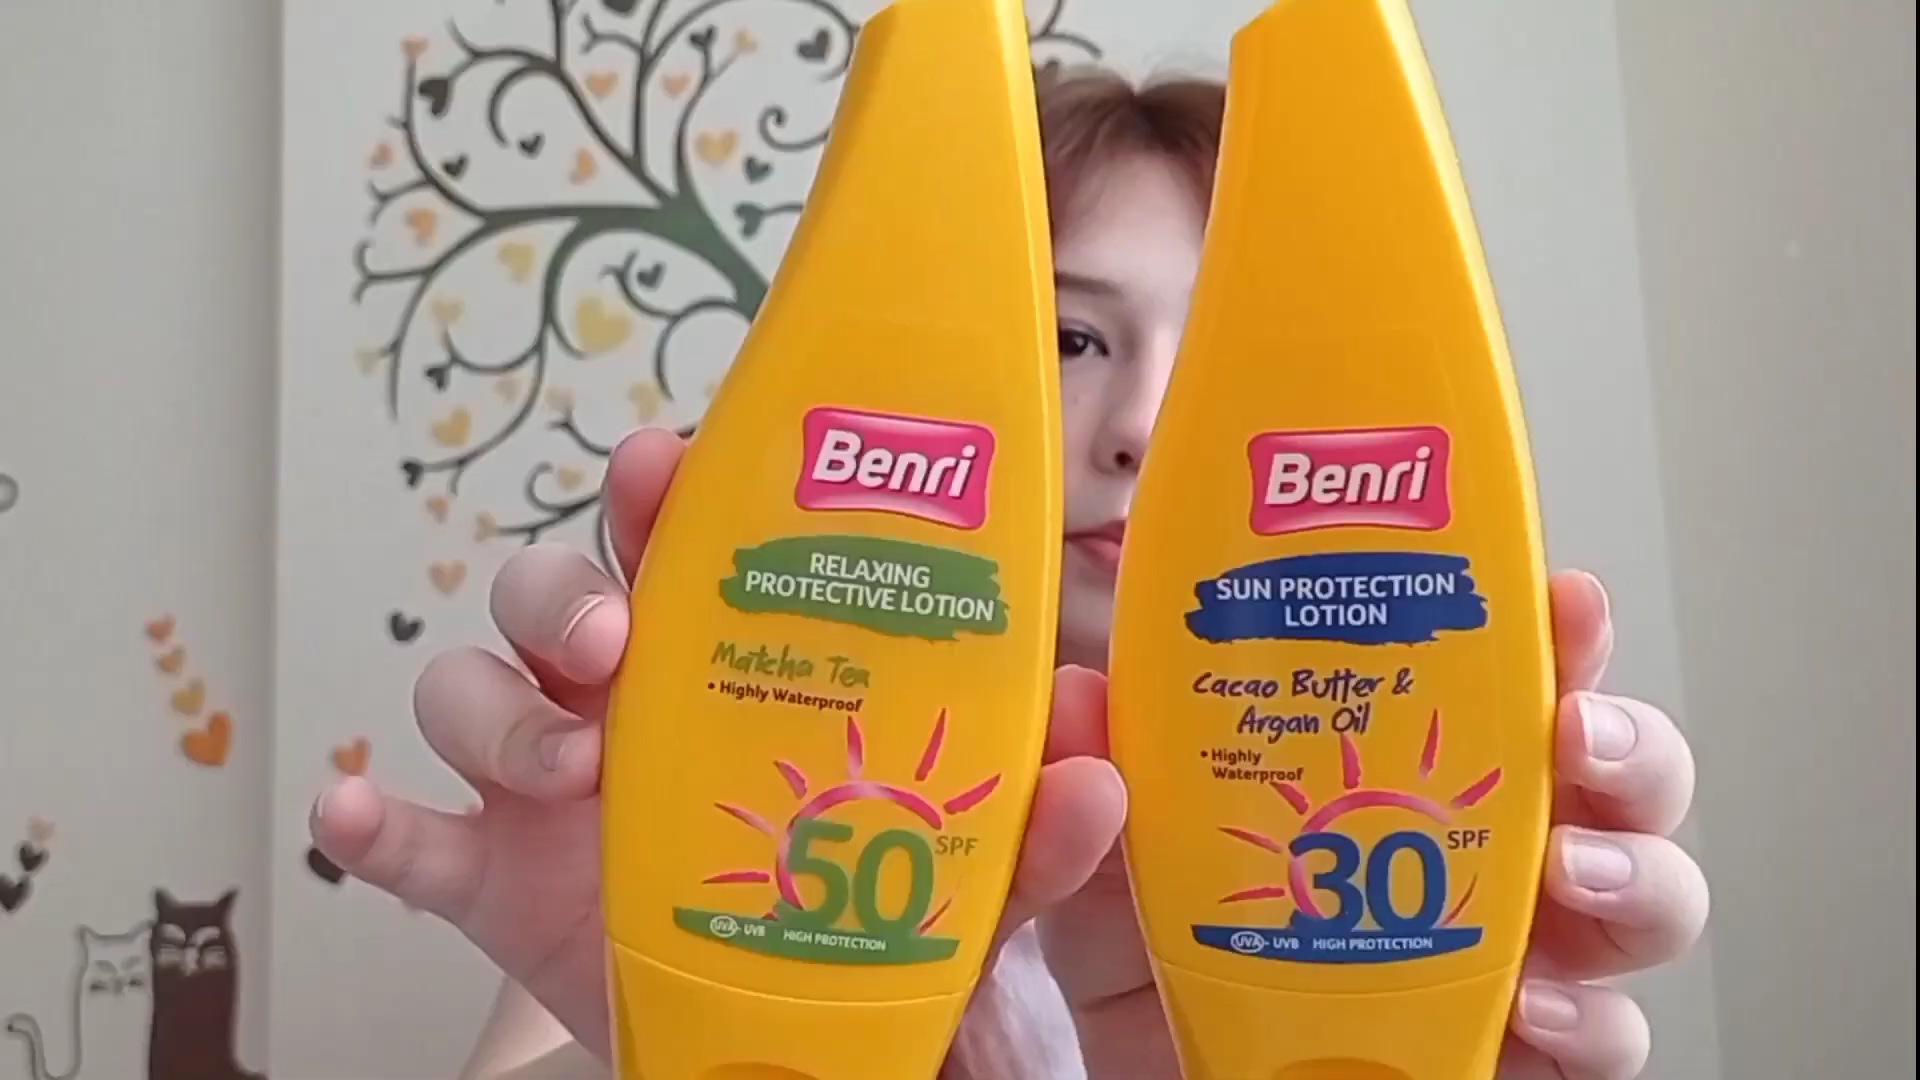 Benri
RELAXING
PROTECTIVE LOTION
Matcha Tea
• Highly Waterproof
50 SPF
UVA - UVB HIGH PROTECTION
Benri
SUN PROTECTION
LOTION
Cacao Butter &
Argan Oil
• Highly
Waterproof
30 SPF
UVA - UVB HIGH PROTECTION